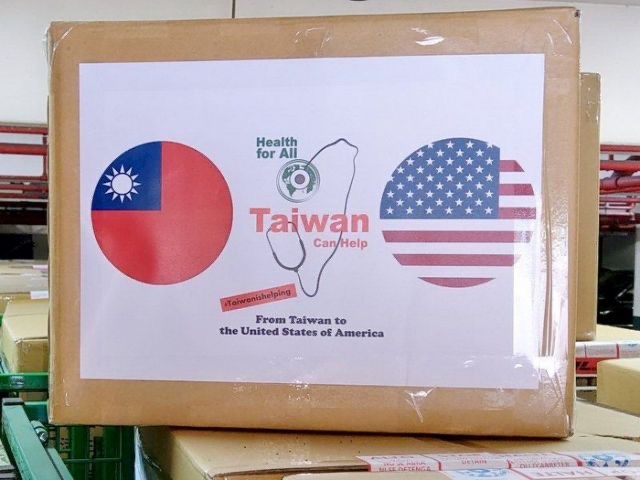 Health
for All
Taiwan
Can Help
#Taiwanishelping
From Taiwan to
the United States of America